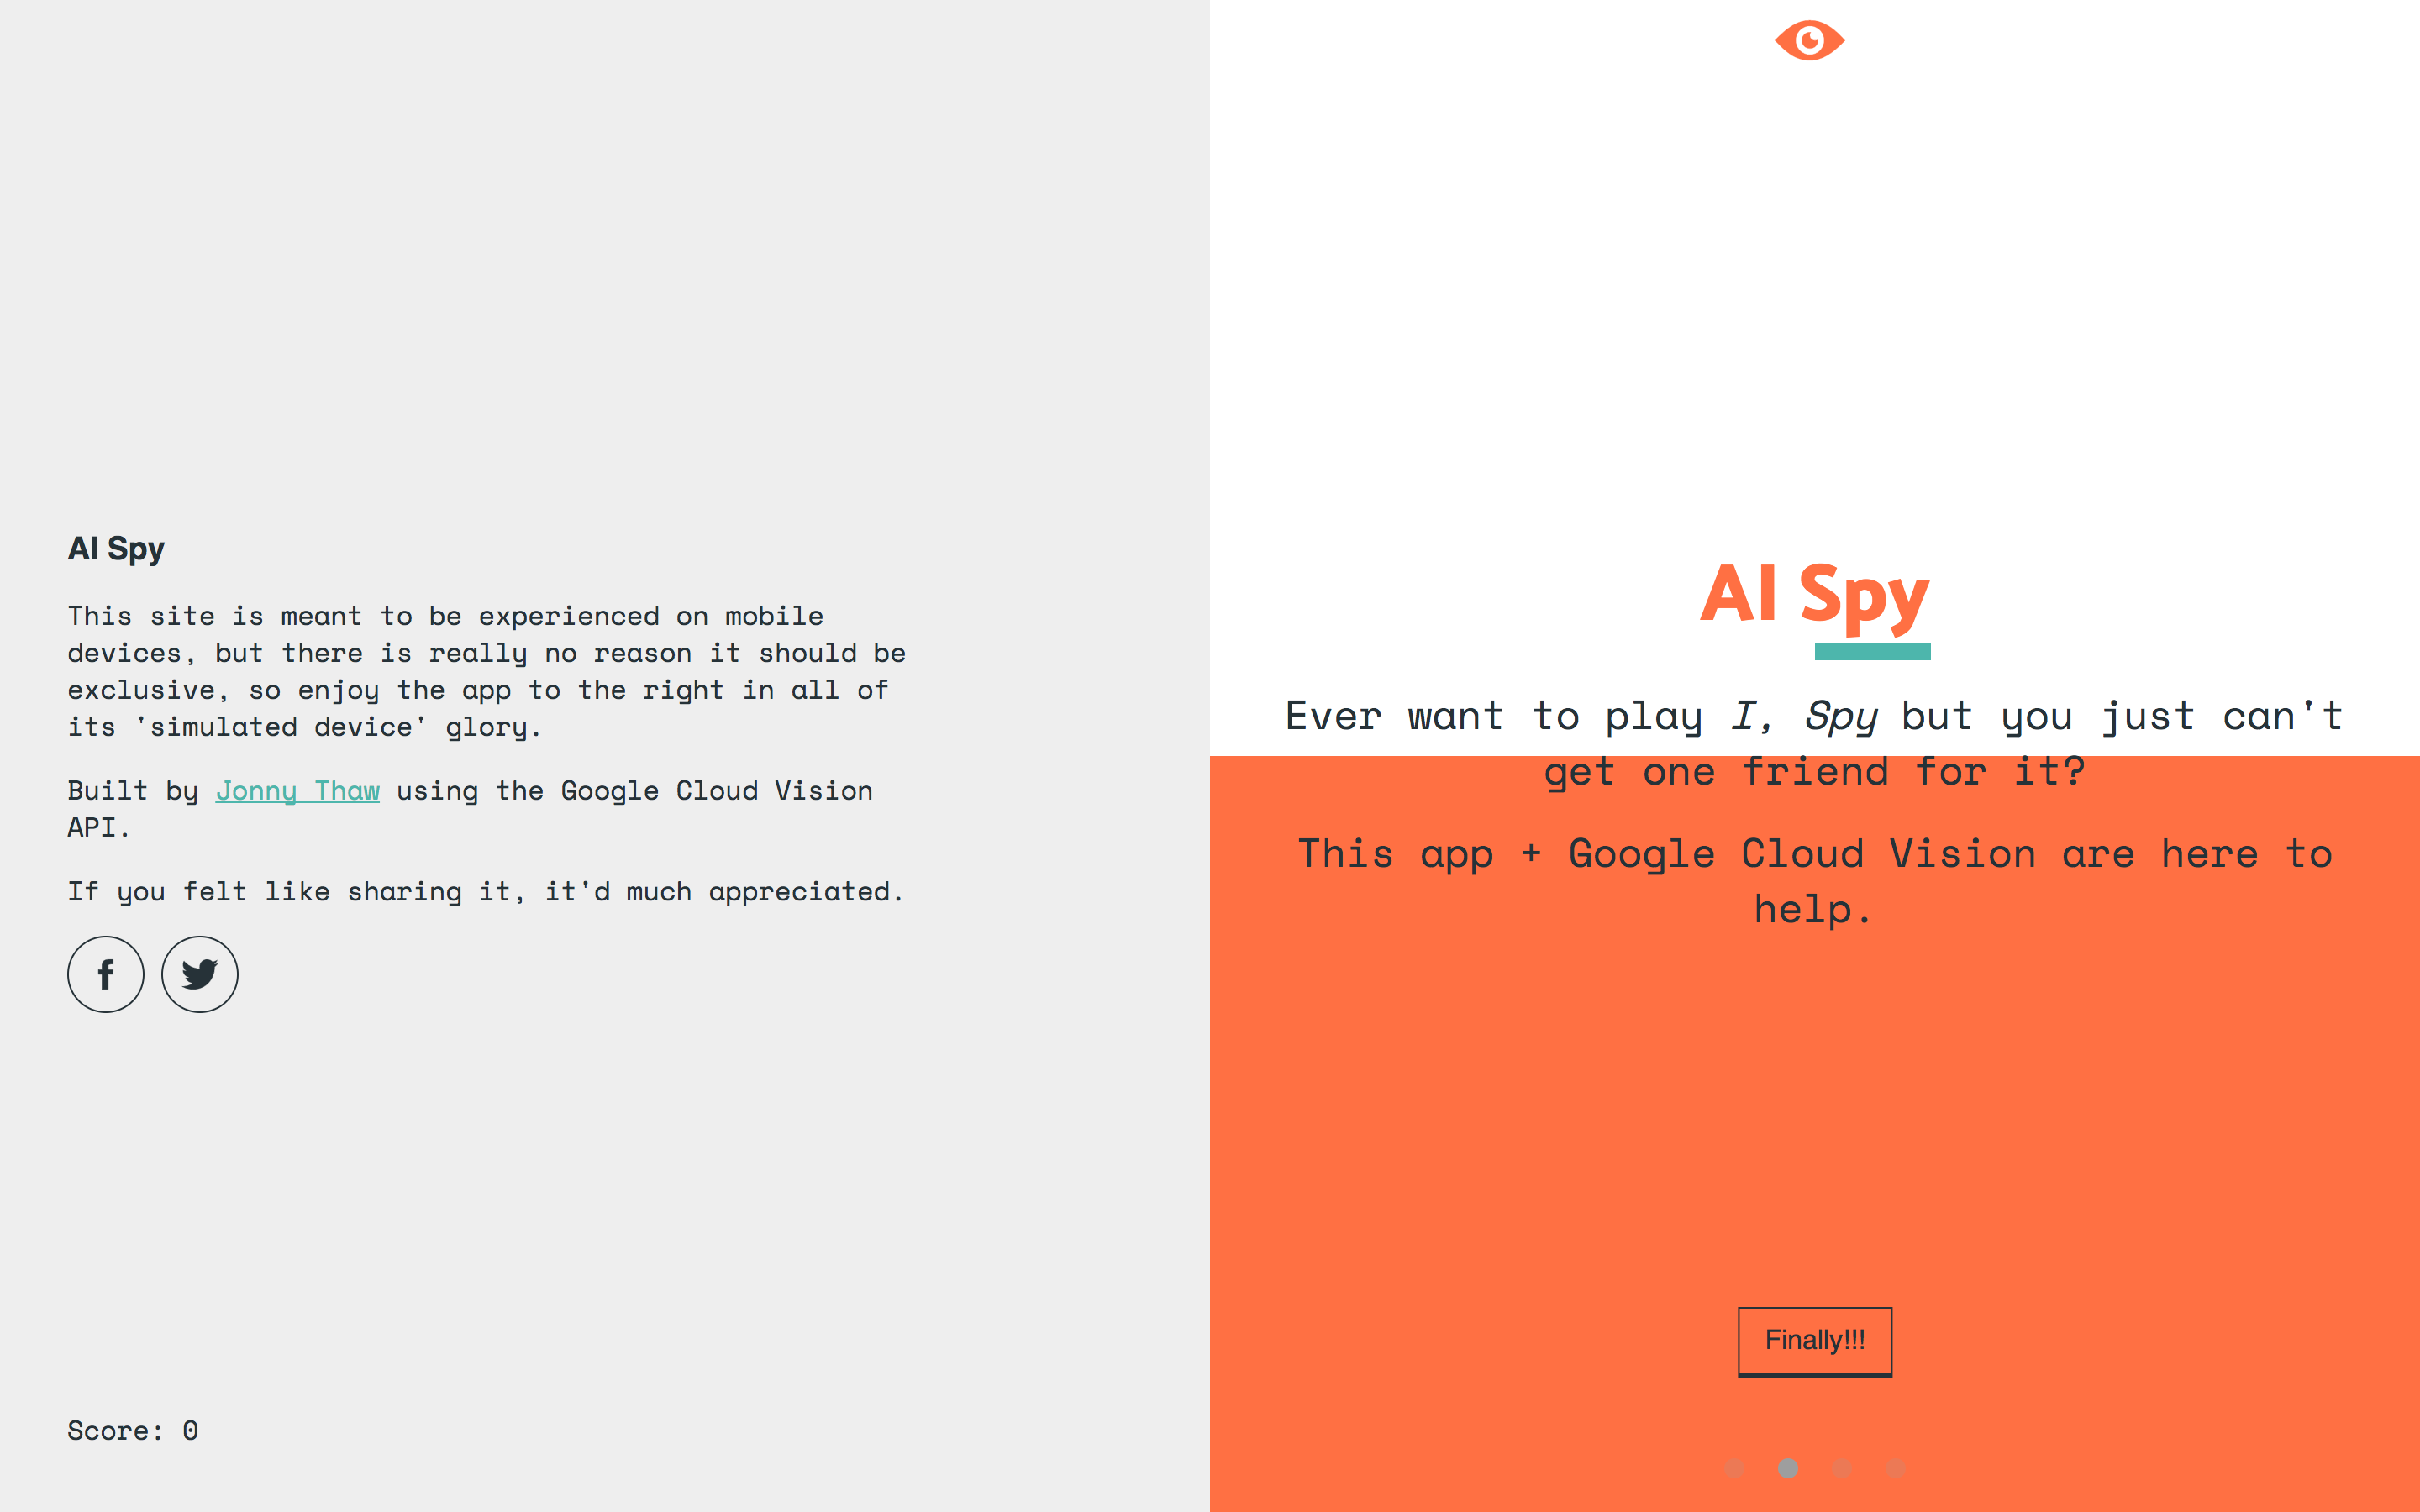 AI Spy
This site is meant to be experienced on mobile
devices, but there is really no reason it should be
exclusive, so enjoy the app to the right in all of
its 'simulated device' glory.
Built by Jonny Thaw using the Google Cloud Vision
API.
If you felt like sharing it, it'd much appreciated.
Score: 0
AI Spy
Ever want to play I, Spy but you just can't
get one friend for it?
This app + Google Cloud Vision are here to
help.
Finally!!!